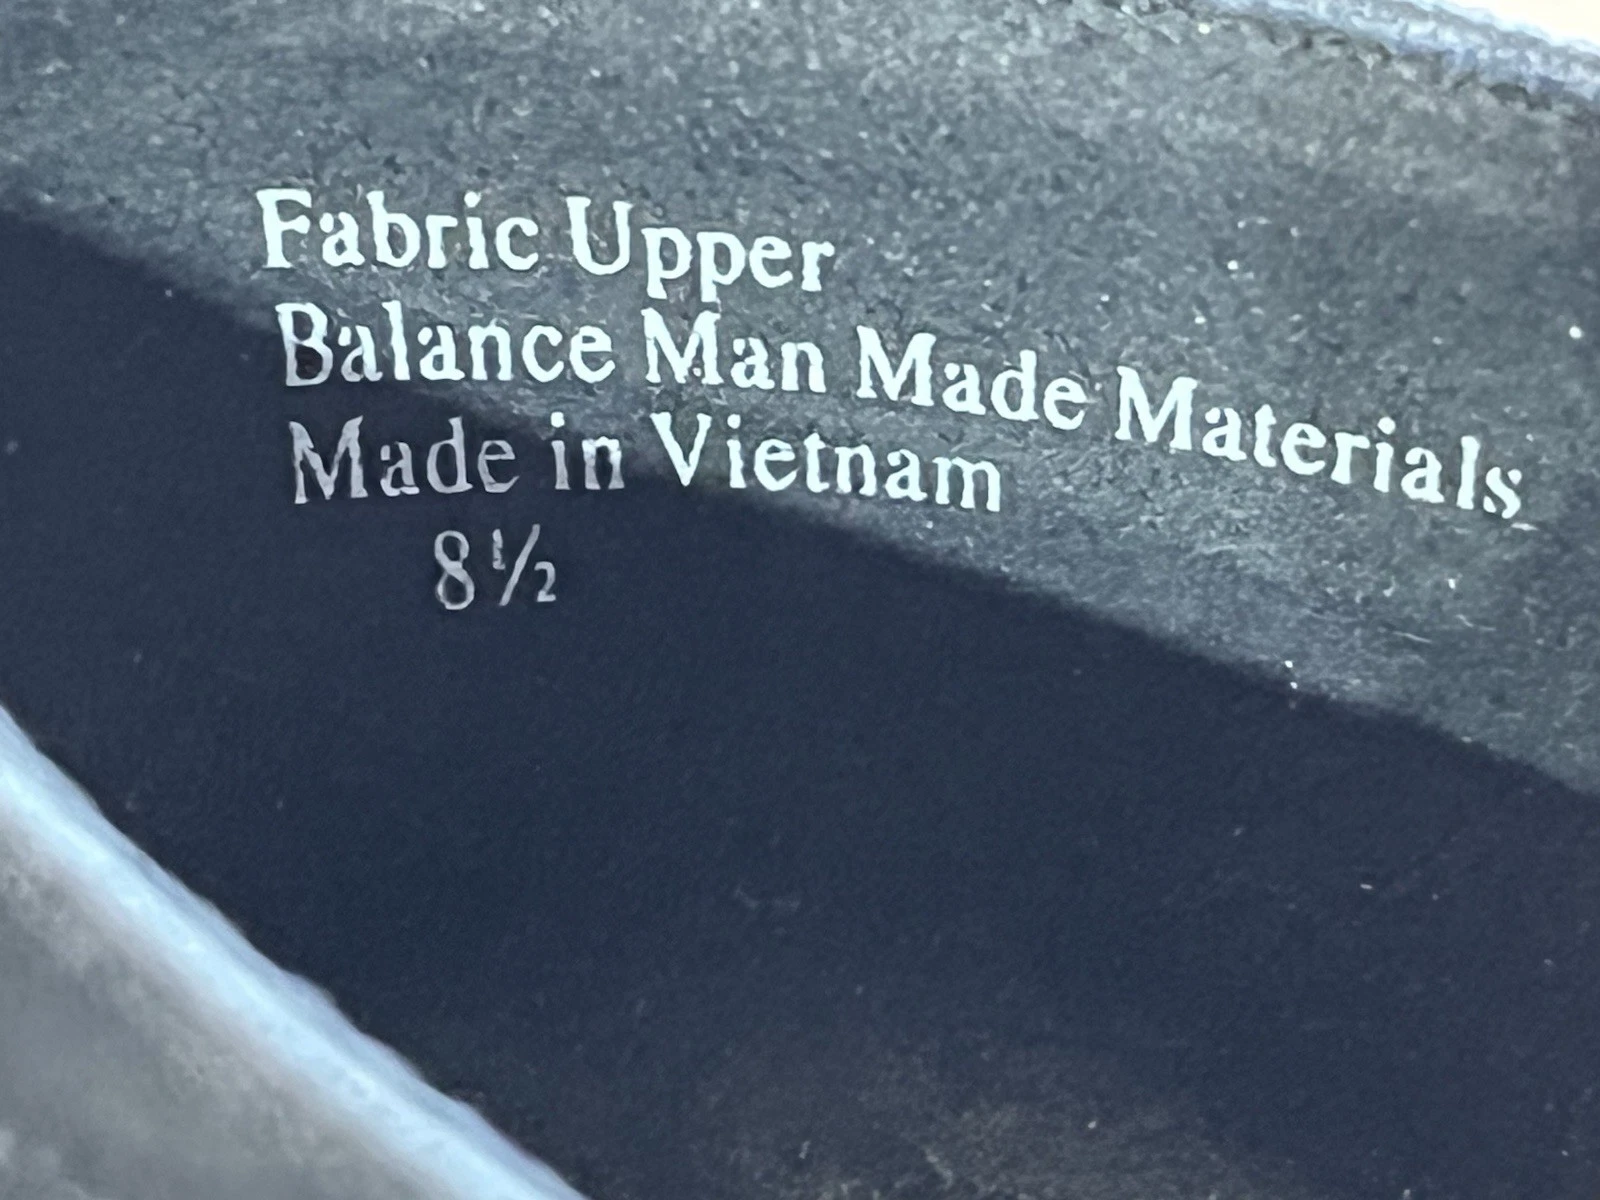 Fabric Upper
Balance Man Made Materials
Made in Vietnam
8½